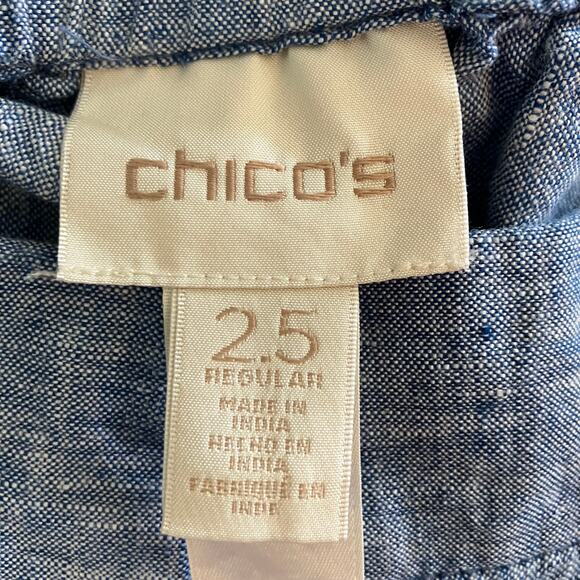 chico's
2.5
REGULAR
MADE IN
INDIA
HECHO EN
INDIA
FABRIQUÉ EN
INDE